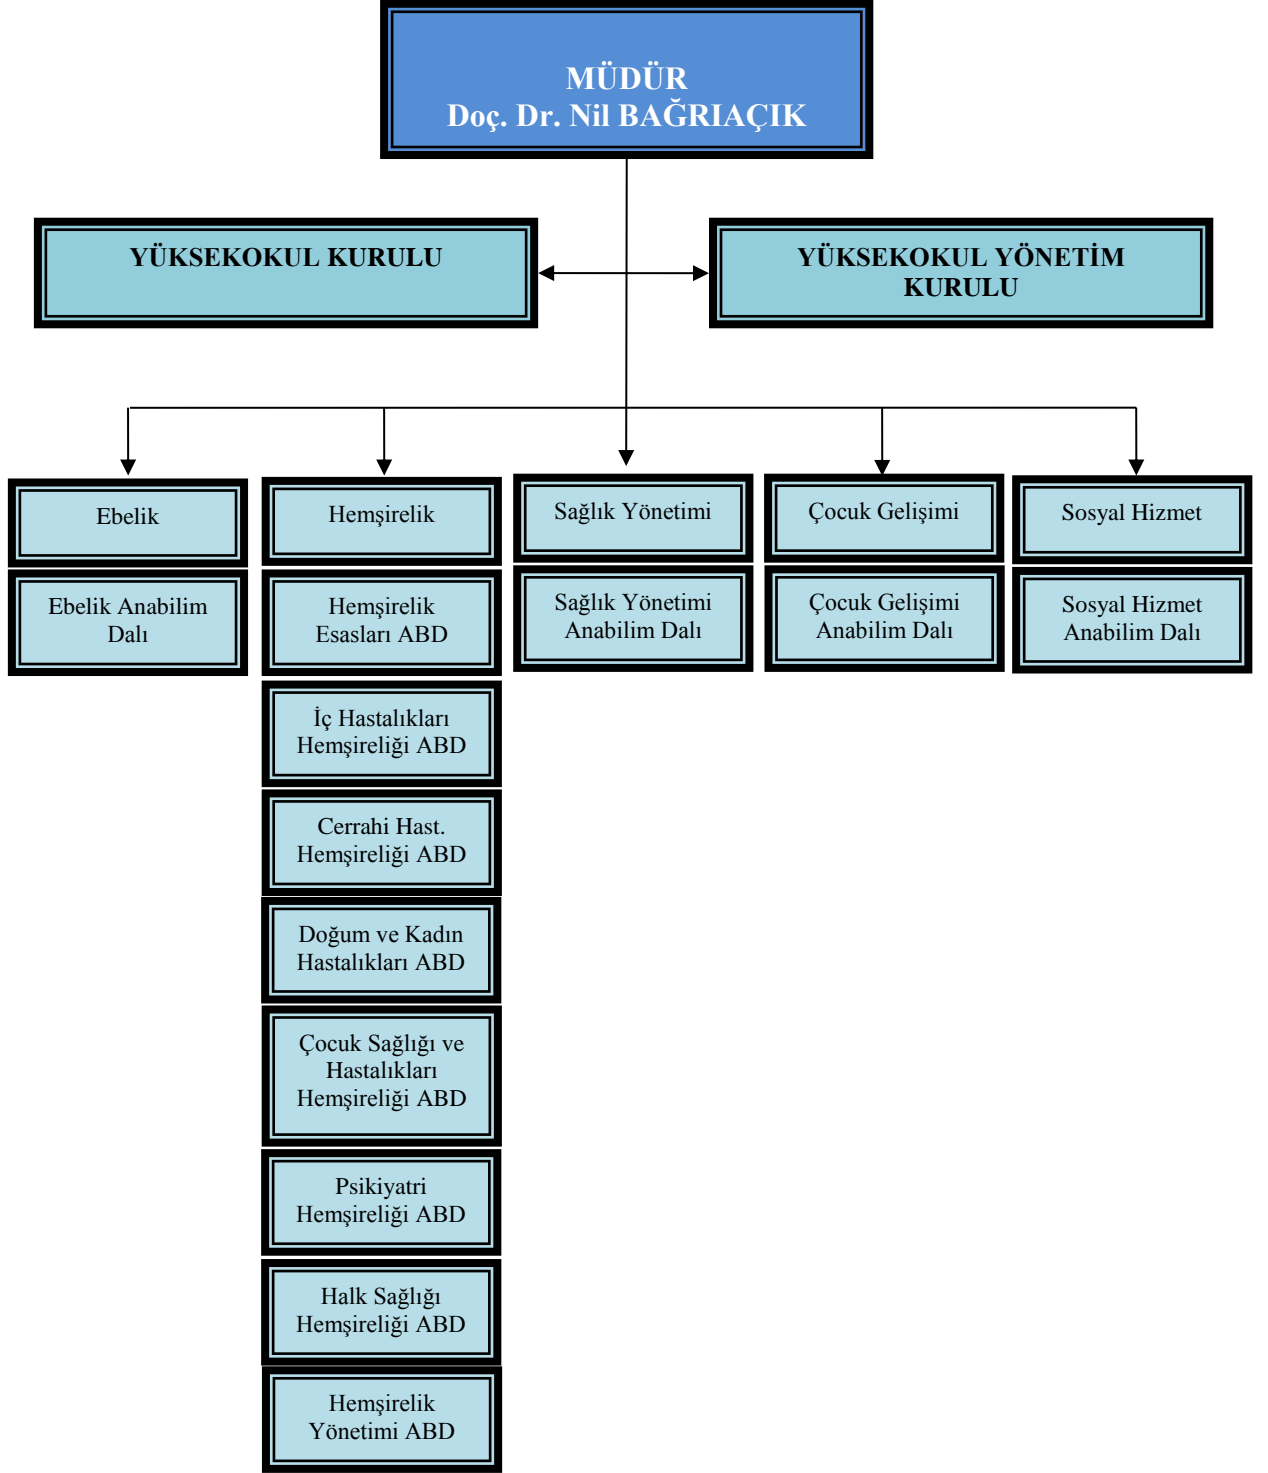 MÜDÜR
Doç. Dr. Nil BAĞRIAÇIK
YÜKSEKOKUL KURULU
YÜKSEKOKUL YÖNETİM
KURULU
Ebelik
Hemşirelik
Sağlık Yönetimi
Çocuk Gelişimi
Sosyal Hizmet
Ebelik Anabilim
Dalı
Hemşirelik
Esasları ABD
Sağlık Yönetimi
Anabilim Dalı
Çocuk Gelişimi
Anabilim Dalı
Sosyal Hizmet
Anabilim Dalı
İç Hastalıkları
Hemşireliği ABD
Cerrahi Hast.
Hemşireliği ABD
Doğum ve Kadın
Hastalıkları ABD
Çocuk Sağlığı ve
Hastalıkları
Hemşireliği ABD
Psikiyatri
Hemşireliği ABD
Halk Sağlığı
Hemşireliği ABD
Hemşirelik
Yönetimi ABD